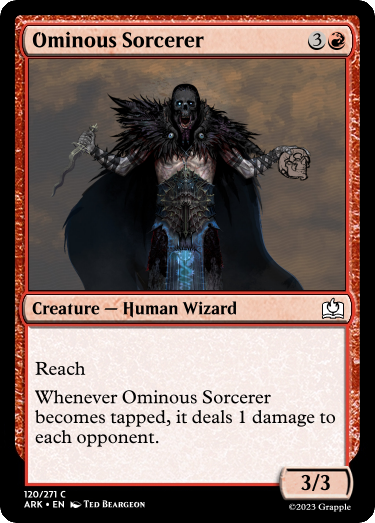 Ominous Sorcerer 3
Creature — Human Wizard
Reach
Whenever Ominous Sorcerer
becomes tapped, it deals 1 damage to
each opponent.
3/3
120/271 C
ARK • EN Ted Beargeon
©2023 Grapple